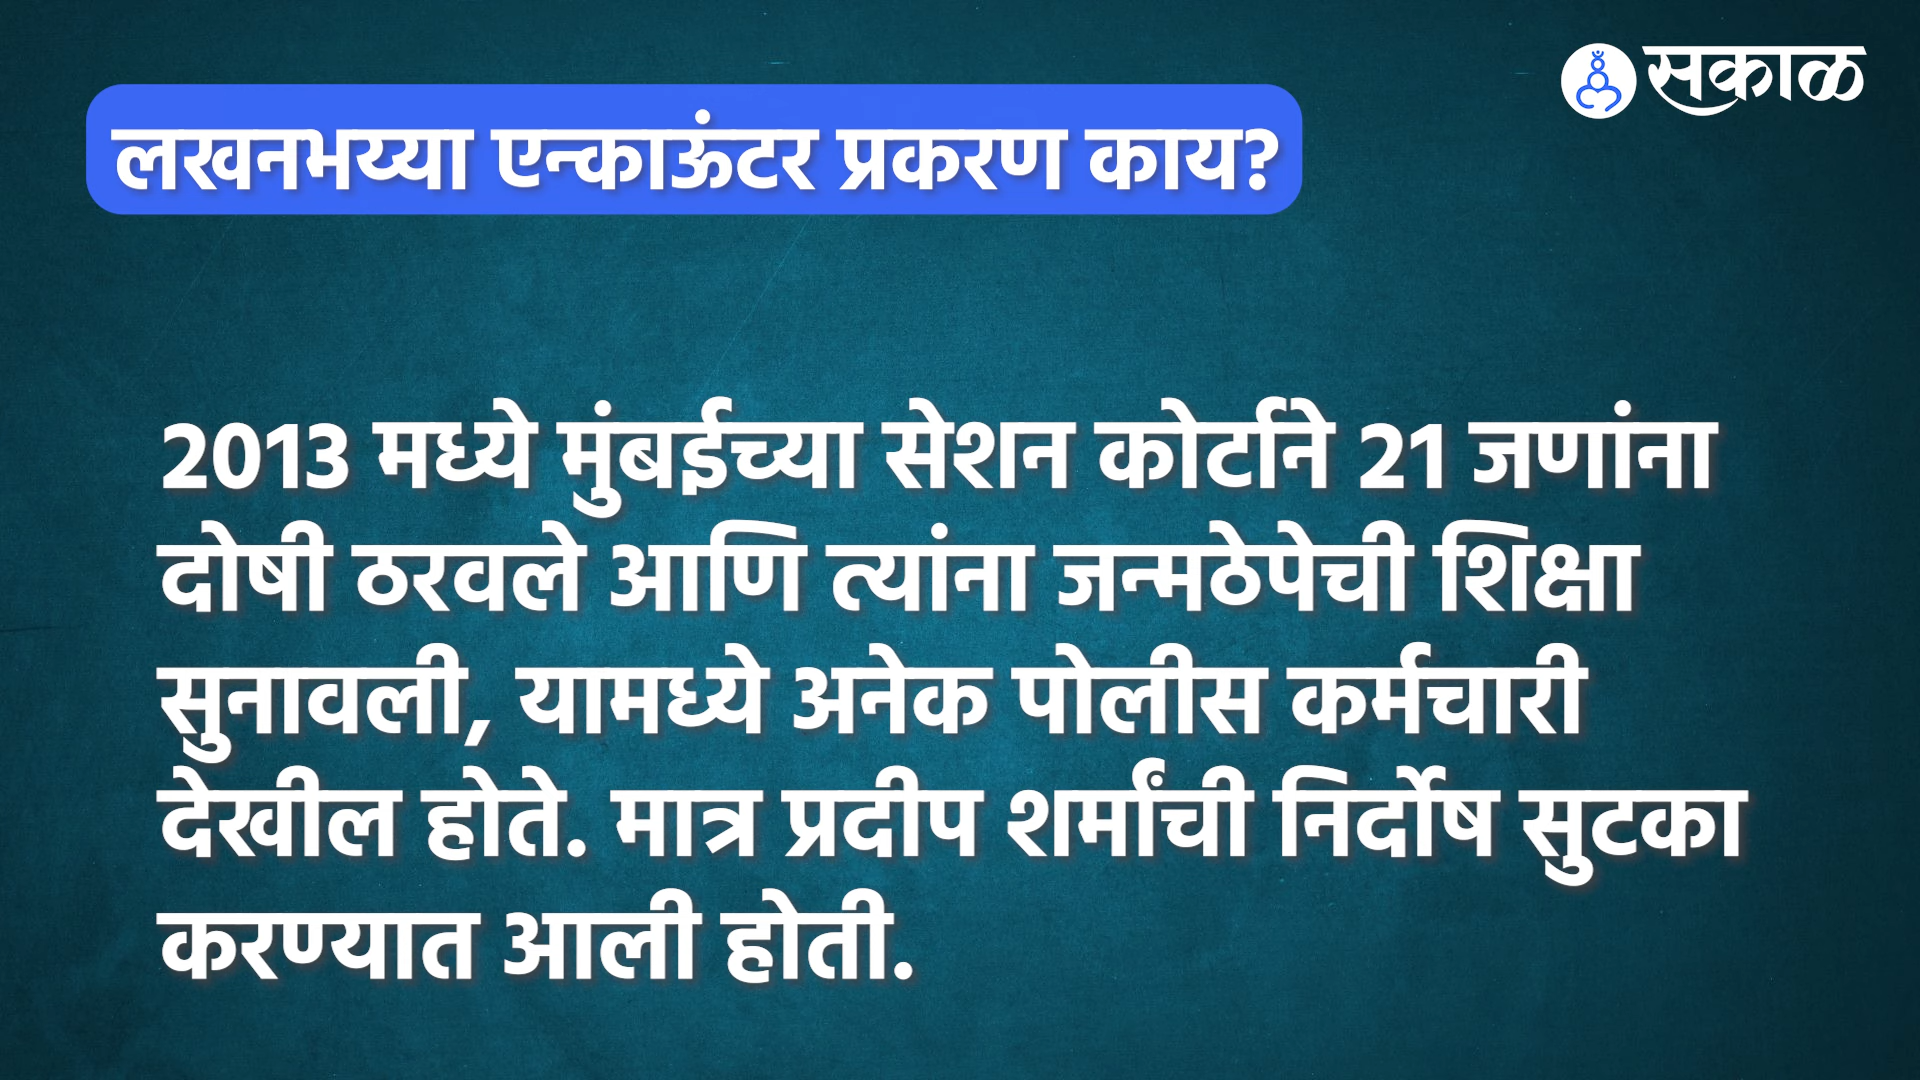 सकाळ
लखनभय्या एन्काऊंटर प्रकरण काय?
2013 मध्ये मुंबईच्या सेशन कोर्टाने 21 जणांना
दोषी ठरवले आणि त्यांना जन्मठेपेची शिक्षा
सुनावली, यामध्ये अनेक पोलीस कर्मचारी
देखील होते. मात्र प्रदीप शर्मांची निर्दोष सुटका
करण्यात आली होती.